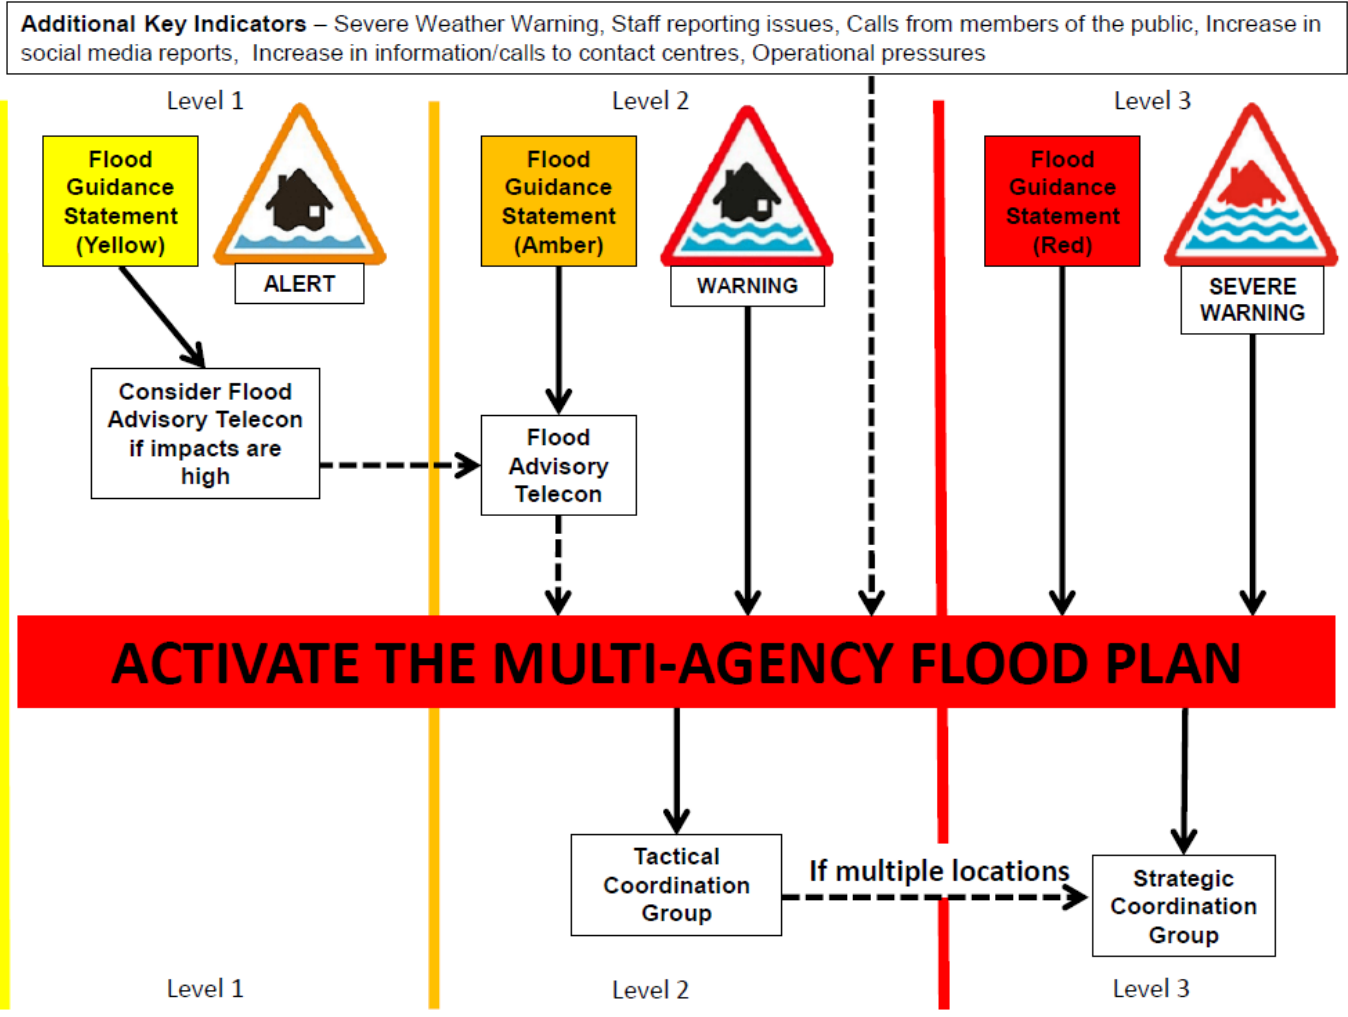 Additional Key Indicators – Severe Weather Warning, Staff reporting issues, Calls from members of the public, Increase in
social media reports,  Increase in information/calls to contact centres, Operational pressures
Level 1
Level 2
Level 3
Flood
Guidance
Statement
(Yellow)
ALERT
Flood
Guidance
Statement
(Amber)
WARNING
Flood
Guidance
Statement
(Red)
SEVERE
WARNING
Consider Flood
Advisory Telecon
if impacts are
high
Flood
Advisory
Telecon
ACTIVATE THE MULTI-AGENCY FLOOD PLAN
Tactical
Coordination
Group
If multiple locations
Strategic
Coordination
Group
Level 1
Level 2
Level 3